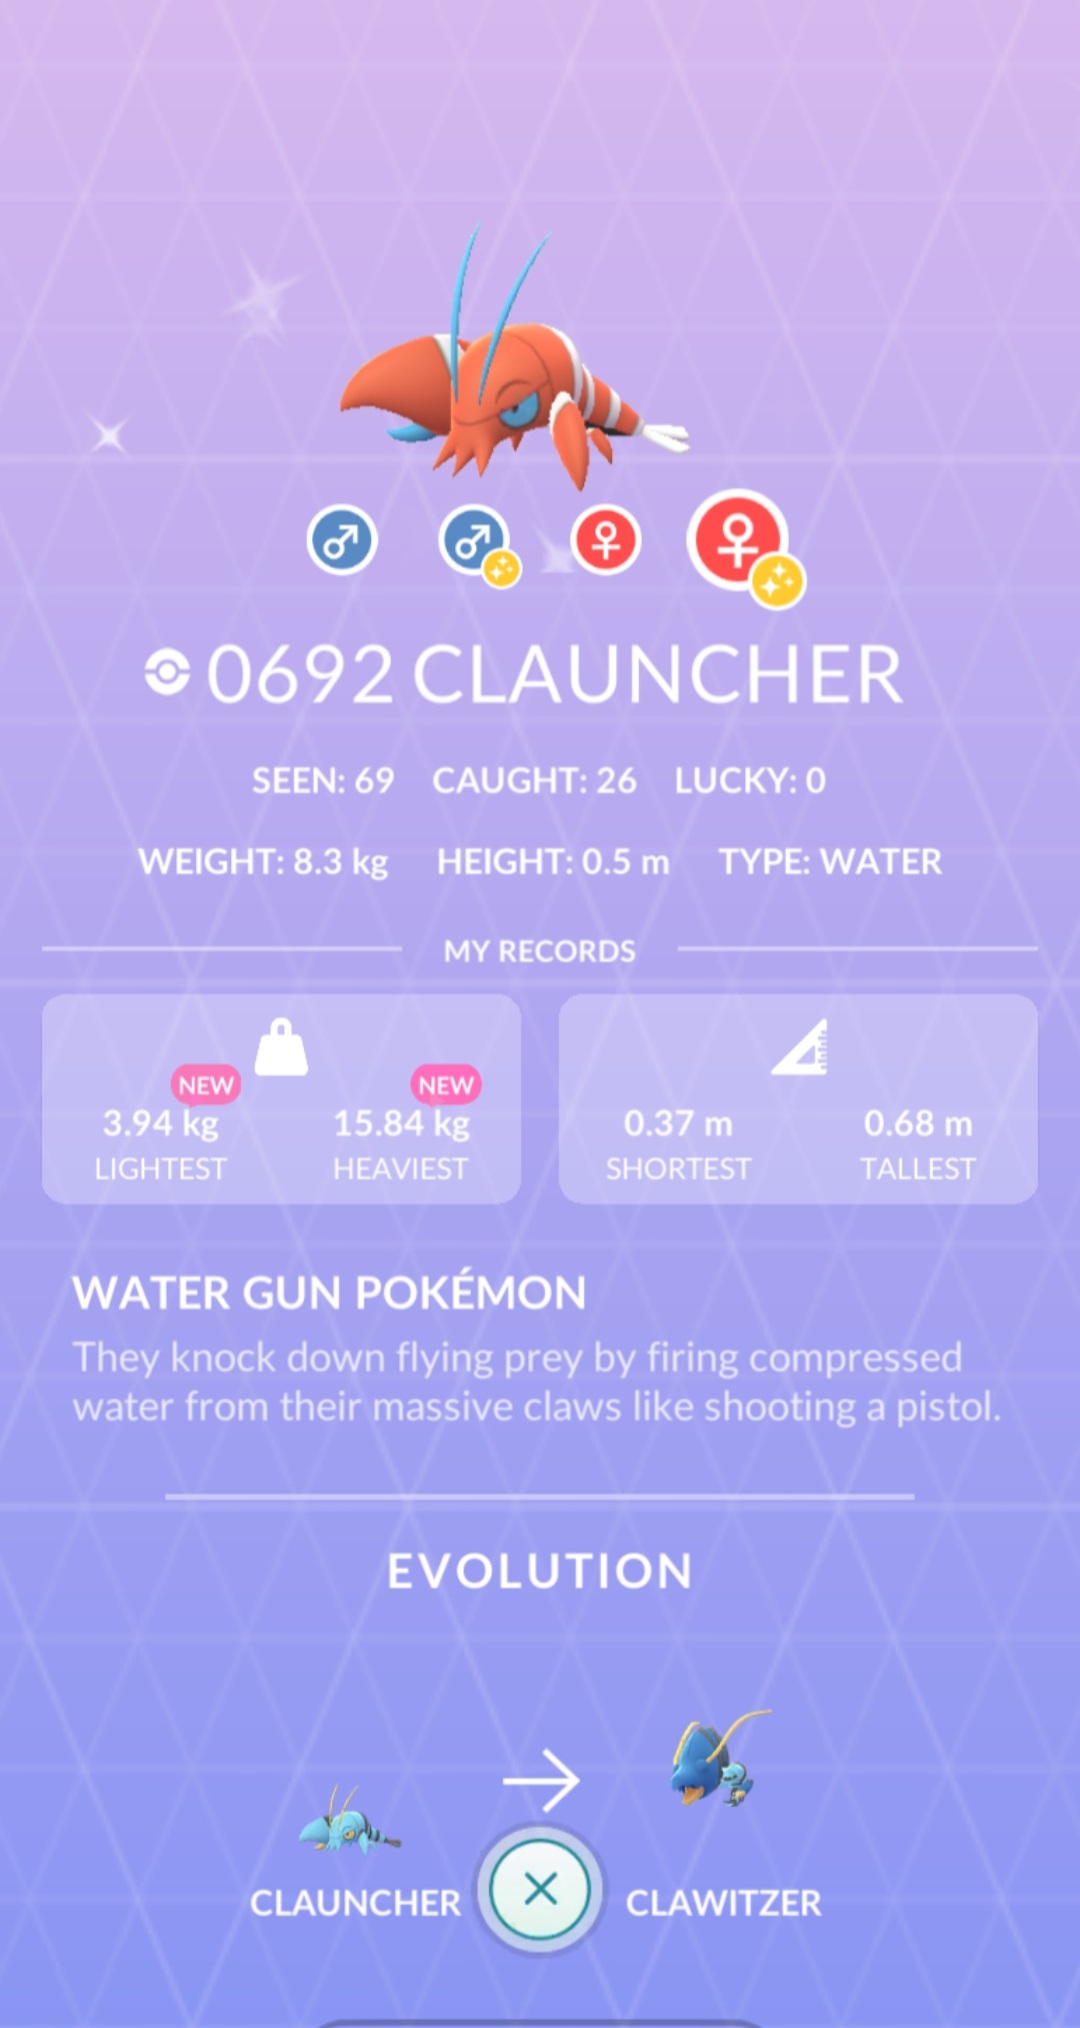 0692 CLAUNCHER
SEEN: 69 CAUGHT: 26 LUCKY: 0
WEIGHT: 8.3 kg HEIGHT: 0.5 m TYPE: WATER
MY RECORDS
NEW NEW
3.94 kg 15.84 kg 0.37 m 0.68 m
LIGHTEST HEAVIEST SHORTEST TALLEST
WATER GUN POKÉMON
They knock down flying prey by firing compressed
water from their massive claws like shooting a pistol.
EVOLUTION
CLAUNCHER CLAWITZER